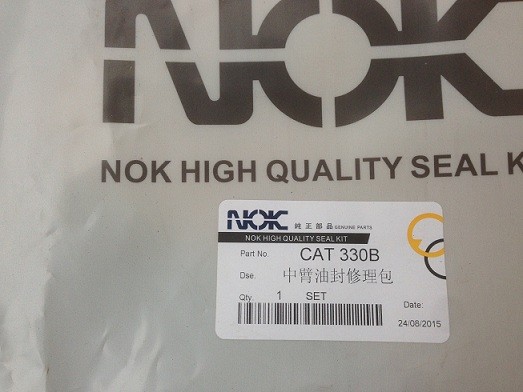 NOK
NOK HIGH QUALITY SEAL K
NOK 純正部品 GENUINE PARTS
NOK HIGH QUALITY SEAL KIT
Part No. CAT 330B
Dse. 中臂油封修理包
Qty. 1 SET
Date:
24/08/2015